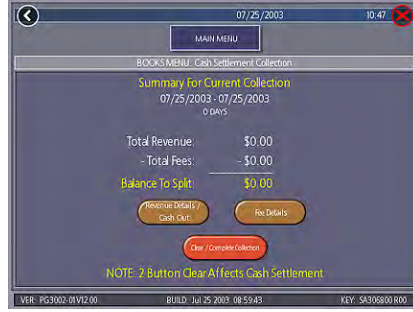 07/25/2003 10:47
MAIN MENU
BOOKS MENU: Cash Settlement Collection
Summary For Current Collection
07/25/2003 - 07/25/2003
0 DAYS
Total Revenue: $0.00
- Total Fees: - $0.00
Balance To Split: $0.00
Revenue Details / Cash Out
Fee Details
Clear / Complete Collection
NOTE: 2 Button Clear Affects Cash Settlement
VER: PG3002-01V12.00 BUILD: Jul 25 2003 08:59:43 KEY: SA306800 R00